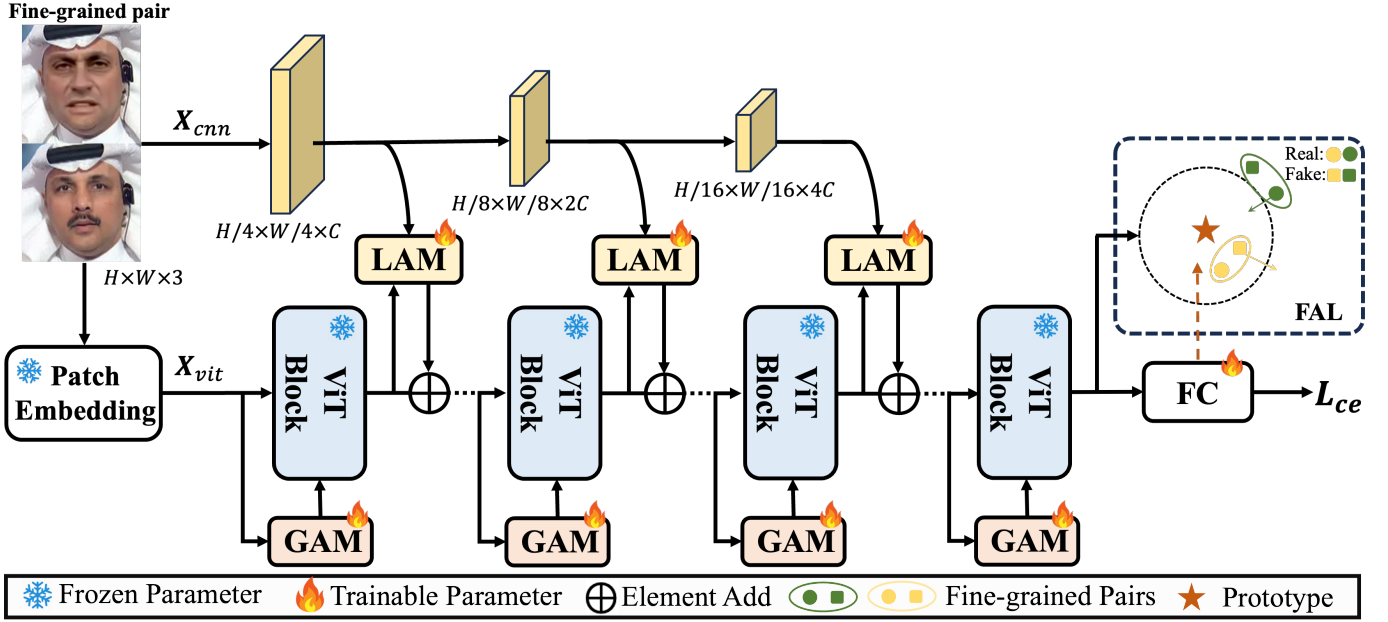 Fine-grained pair
X_cnn
H/4×W/4×C
H/8×W/8×2C
H/16×W/16×4C
Real:
Fake:
FAL
LAM
LAM
LAM
H×W×3
Patch
Embedding
X_vit
ViT
Block
ViT
Block
ViT
Block
ViT
Block
FC
L_ce
GAM
GAM
GAM
GAM
Frozen Parameter
Trainable Parameter
Element Add
Fine-grained Pairs
Prototype